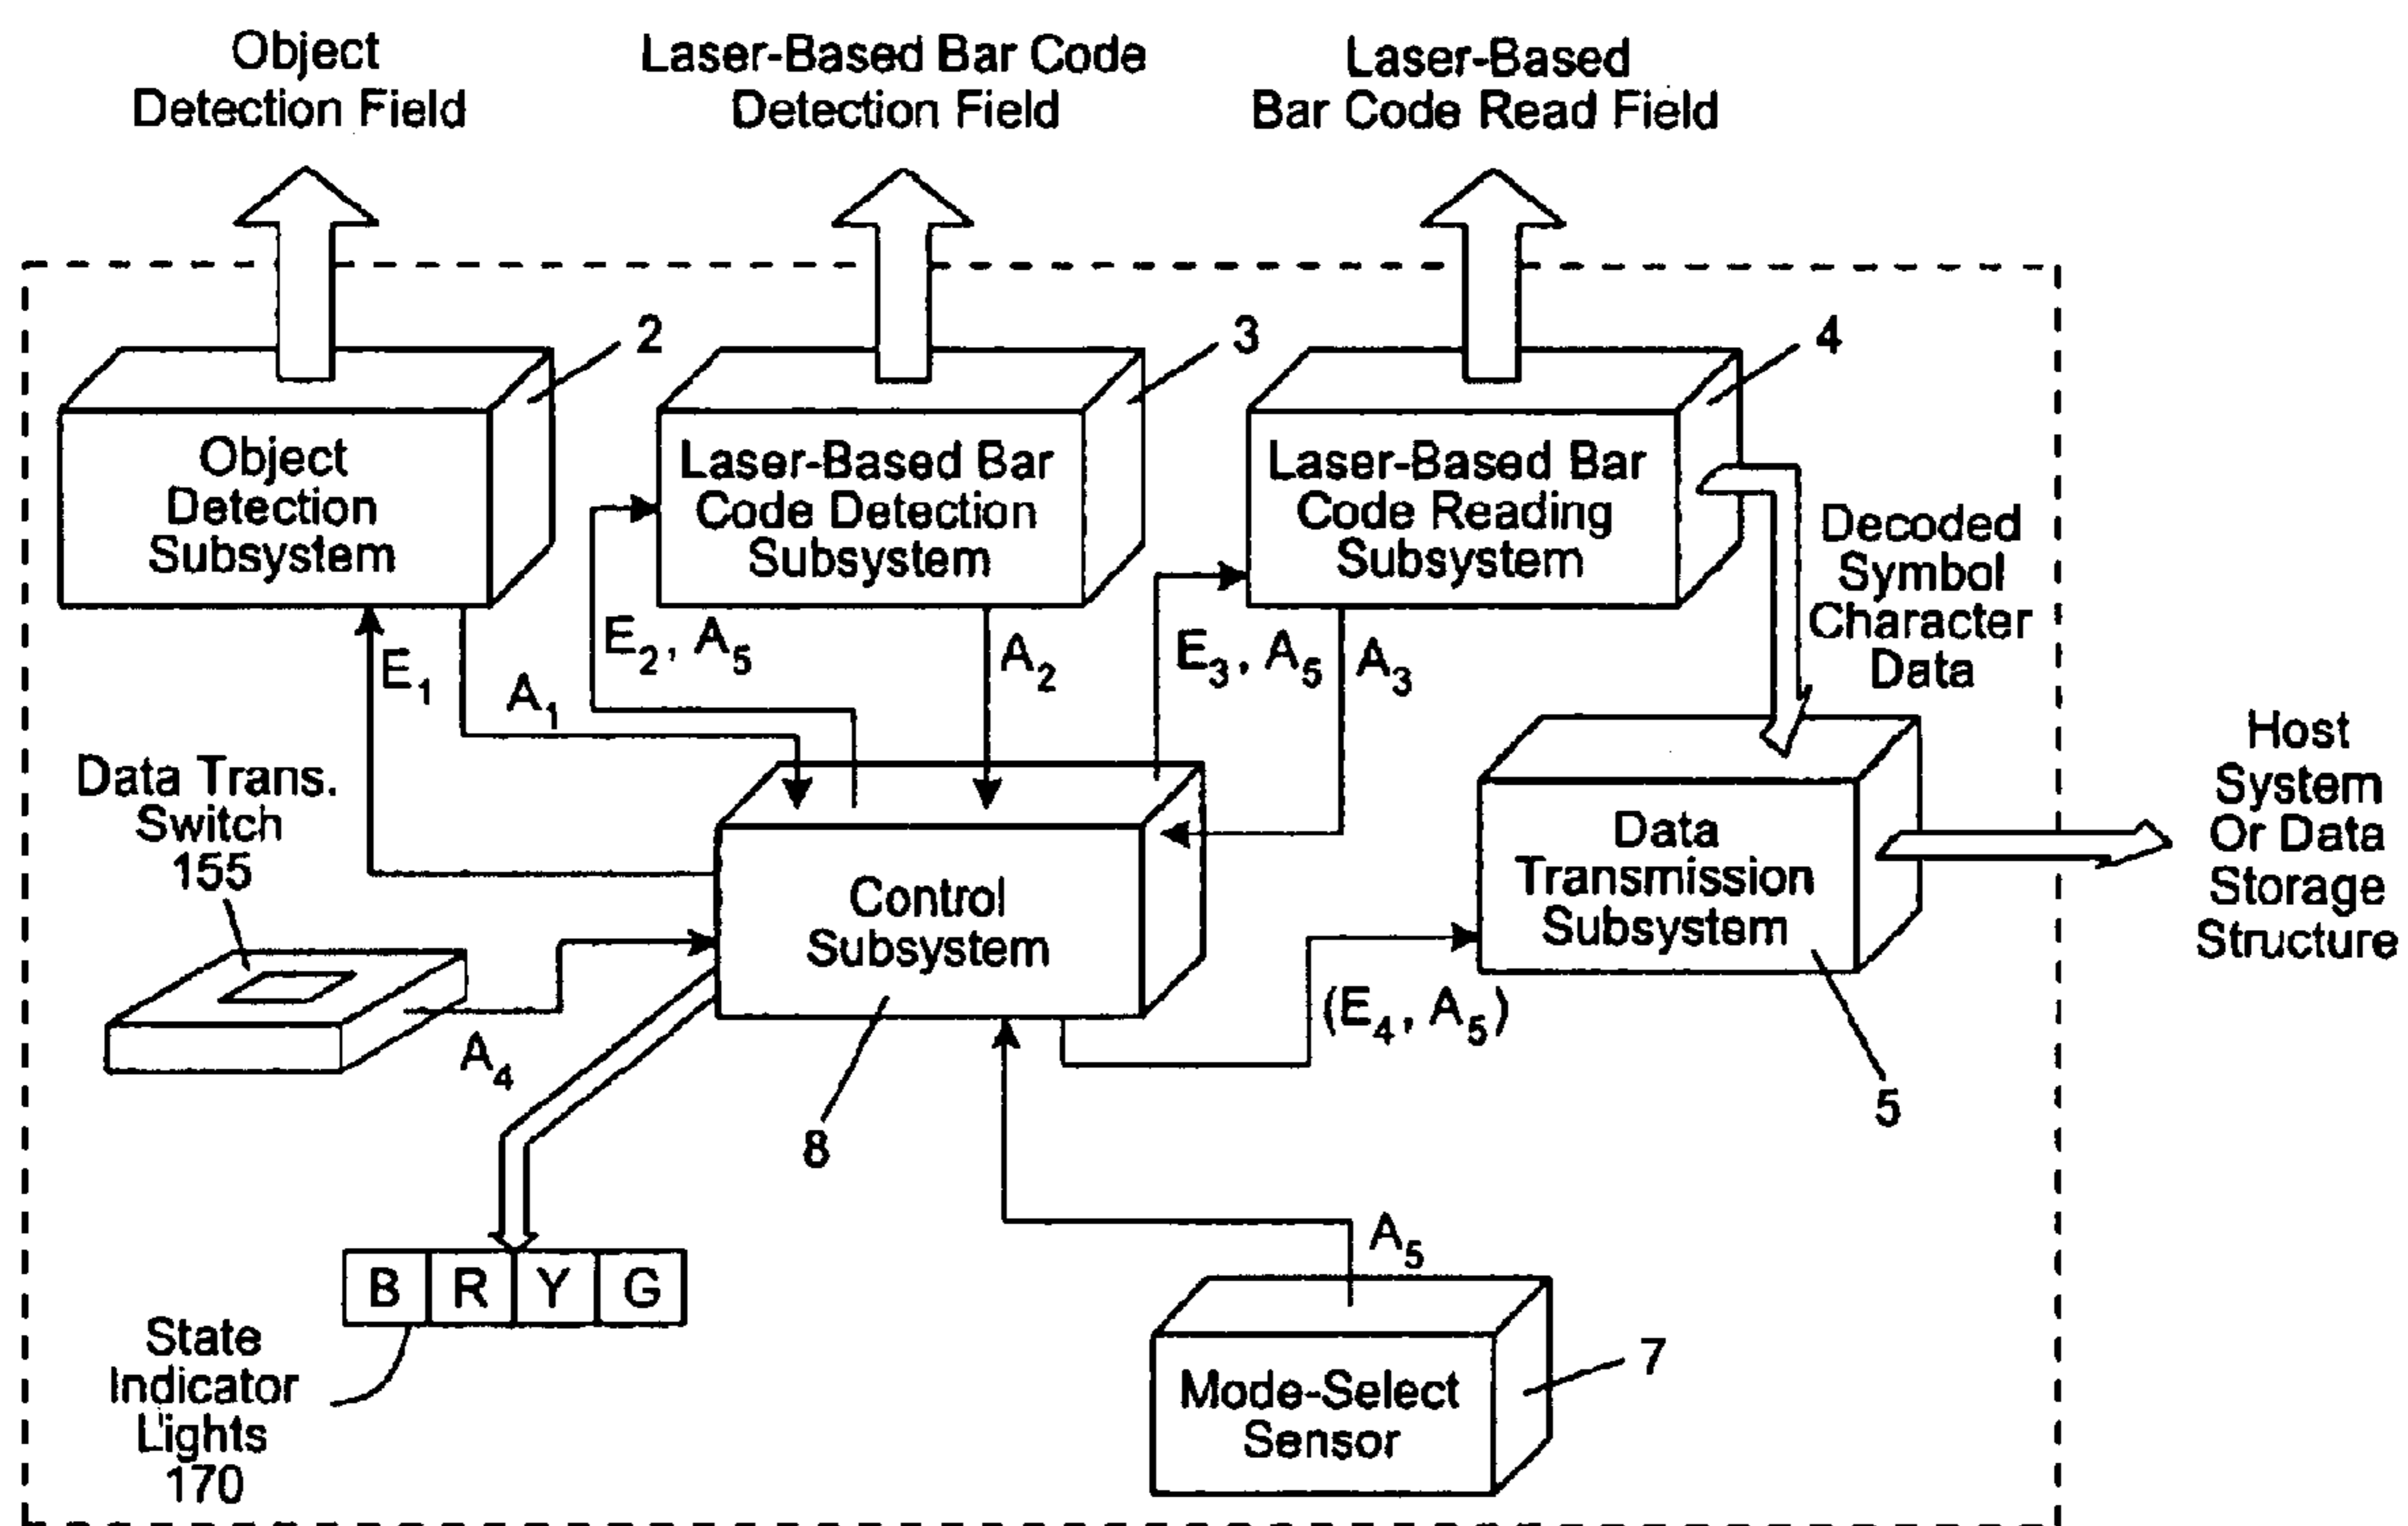 Object
Detection Field
Laser-Based Bar Code
Detection Field
Laser-Based
Bar Code Read Field
2
3
4
Object
Detection
Subsystem
Laser-Based Bar
Code Detection
Subsystem
Laser-Based Bar
Code Reading
Subsystem
Decoded
Symbol
Character
Data
E1
A1
E2, A5
A2
E3, A5
A3
Data Trans.
Switch
155
Control
Subsystem
Data
Transmission
Subsystem
Host
System
Or Data
Storage
Structure
A4
(E4, A5)
8
5
B R Y G
A5
State
Indicator
Lights
170
Mode-Select
Sensor
7